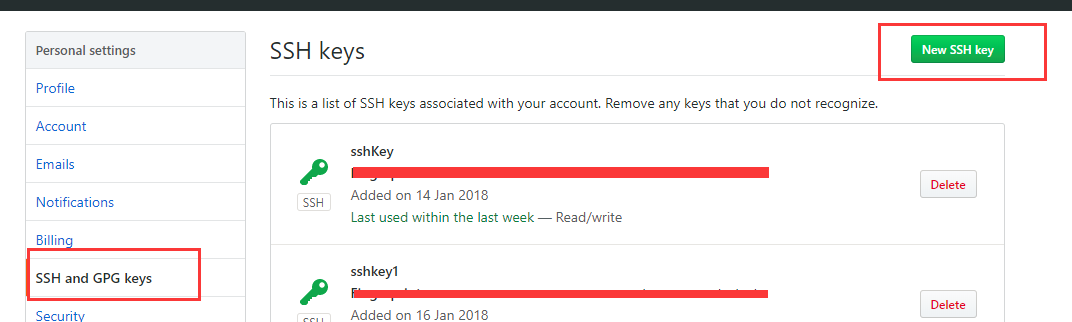 Personal settings
Profile
Account
Emails
Notifications
Billing
SSH and GPG keys
Security
SSH keys
New SSH key
This is a list of SSH keys associated with your account. Remove any keys that you do not recognize.
sshKey
SSH
Added on 14 Jan 2018
Last used within the last week — Read/write
Delete
sshkey1
SSH
Added on 16 Jan 2018
Delete